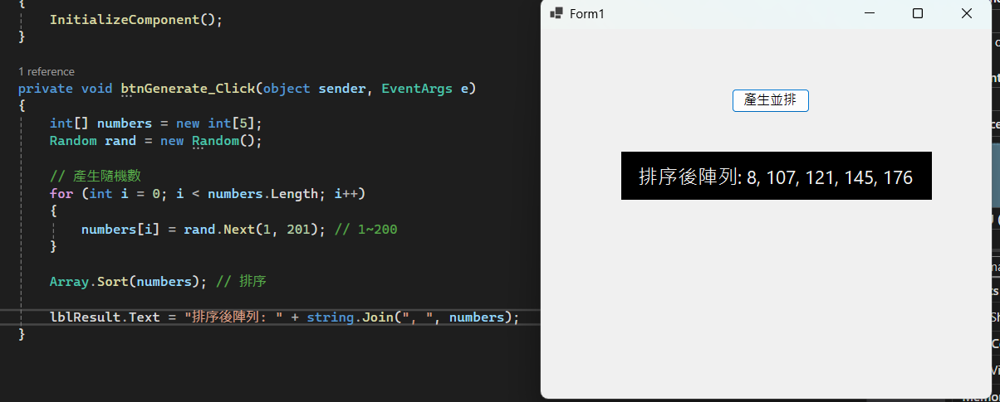 {
InitializeComponent();
}
1 reference
private void btnGenerate_Click(object sender, EventArgs e)
{
int[] numbers = new int[5];
Random rand = new Random();
// 產生隨機數
for (int i = 0; i < numbers.Length; i++)
{
numbers[i] = rand.Next(1, 201); // 1~200
}
Array.Sort(numbers); // 排序
lblResult.Text = "排序後陣列: " + string.Join(", ", numbers);
}
Form1
產生並排
排序後陣列: 8, 107, 121, 145, 176